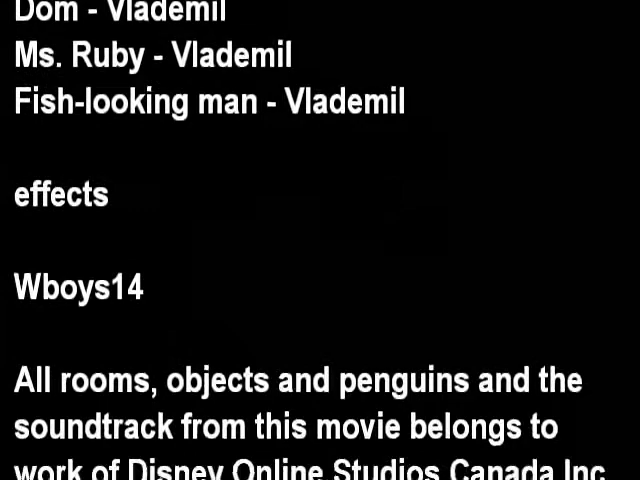 Dom - Vlademil
Ms. Ruby - Vlademil
Fish-looking man - Vlademil
effects
Wboys14
All rooms, objects and penguins and the
soundtrack from this movie belongs to
work of Disney Online Studios Canada Inc